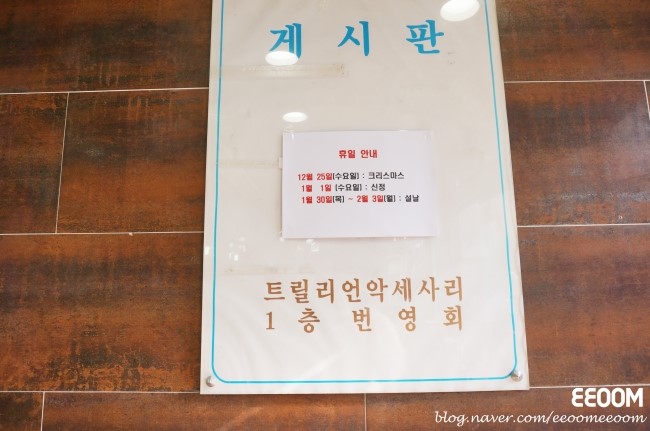 게 시 판
휴일 안내
12월 25일(수요일) : 크리스마스
1월 1일 (수요일) : 신정
1월 30일(목) ~ 2월 3일(월) : 설날
트릴리언악세사리
1 층 번 영 회
EEOOM
blog.naver.com/eeoomeeoom